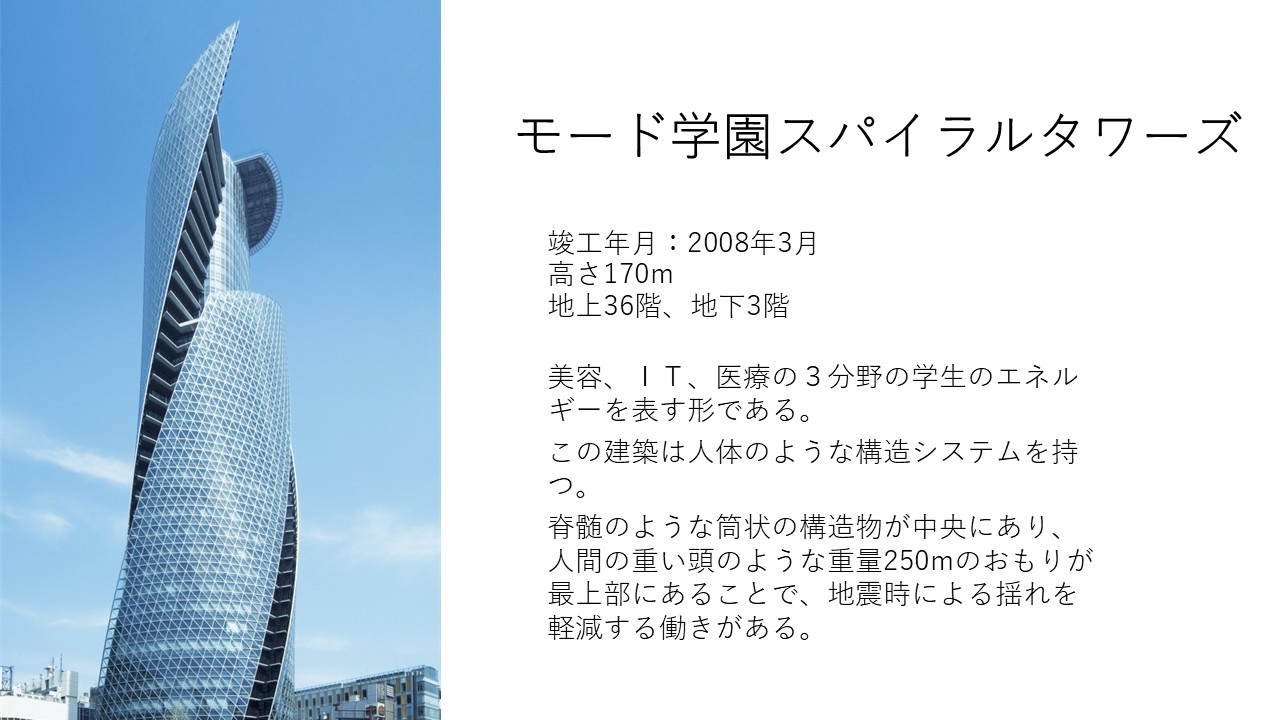 モード学園スパイラルタワーズ
竣工年月：2008年3月
高さ170m
地上36階、地下3階
美容、ＩＴ、医療の３分野の学生のエネル
ギーを表す形である。
この建築は人体のような構造システムを持
つ。
脊髄のような筒状の構造物が中央にあり、
人間の重い頭のような重量250mのおもりが
最上部にあることで、地震時による揺れを
軽減する働きがある。